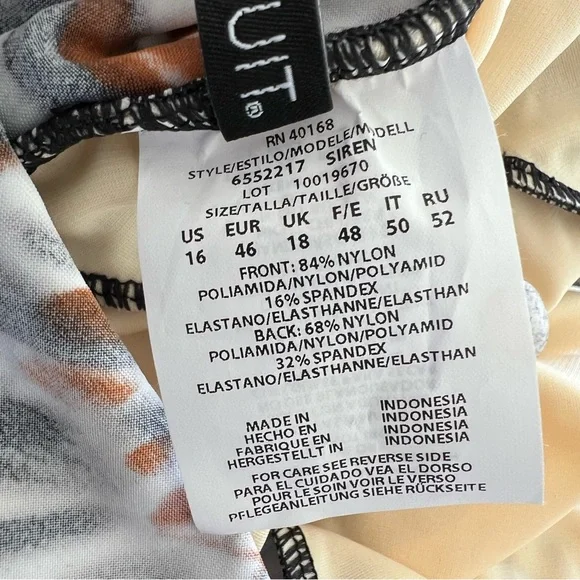 UIT®
RN 40168
STYLE/ESTILO/MODELE/MODELL
6552217 SIREN
LOT 10019670
SIZE/TALLA/TAILLE/GRÖßE
US EUR UK F/E IT RU
16 46 18 48 50 52
FRONT: 84% NYLON
POLIAMIDA/NYLON/POLYAMID
16% SPANDEX
ELASTANO/ELASTHANNE/ELASTHAN
BACK: 68% NYLON
POLIAMIDA/NYLON/POLYAMID
32% SPANDEX
ELASTANO/ELASTHANNE/ELASTHAN
MADE IN INDONESIA
HECHO EN INDONESIA
FABRIQUE EN INDONESIA
HERGESTELLT IN INDONESIA
FOR CARE SEE REVERSE SIDE
PARA EL CUIDADO VEA EL DORSO
POUR LE SOIN VOIR LE VERSO
PFLEGEANLEITUNG SIEHE RÜCKSEITE